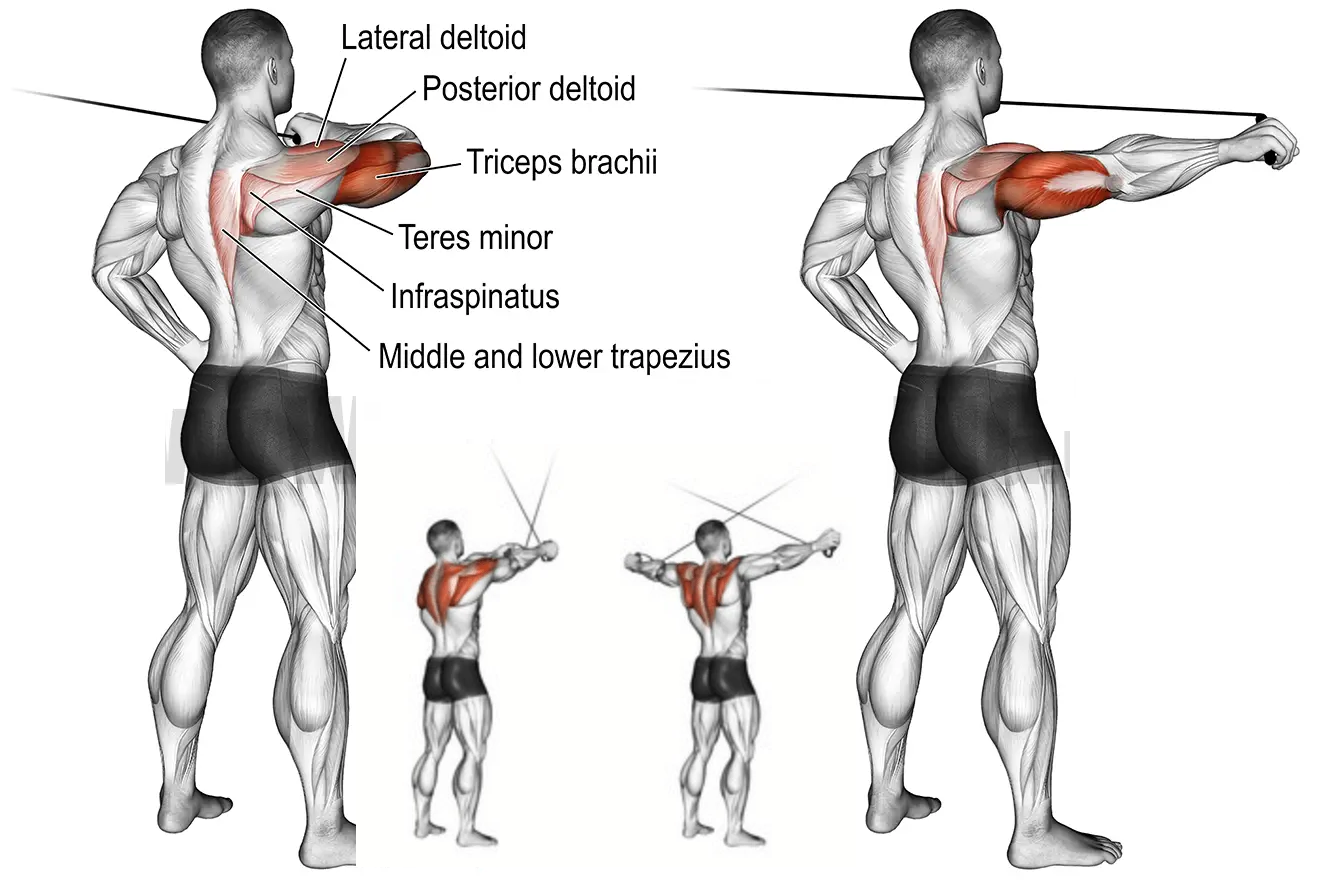 Lateral deltoid
Posterior deltoid
Triceps brachii
Teres minor
Infraspinatus
Middle and lower trapezius